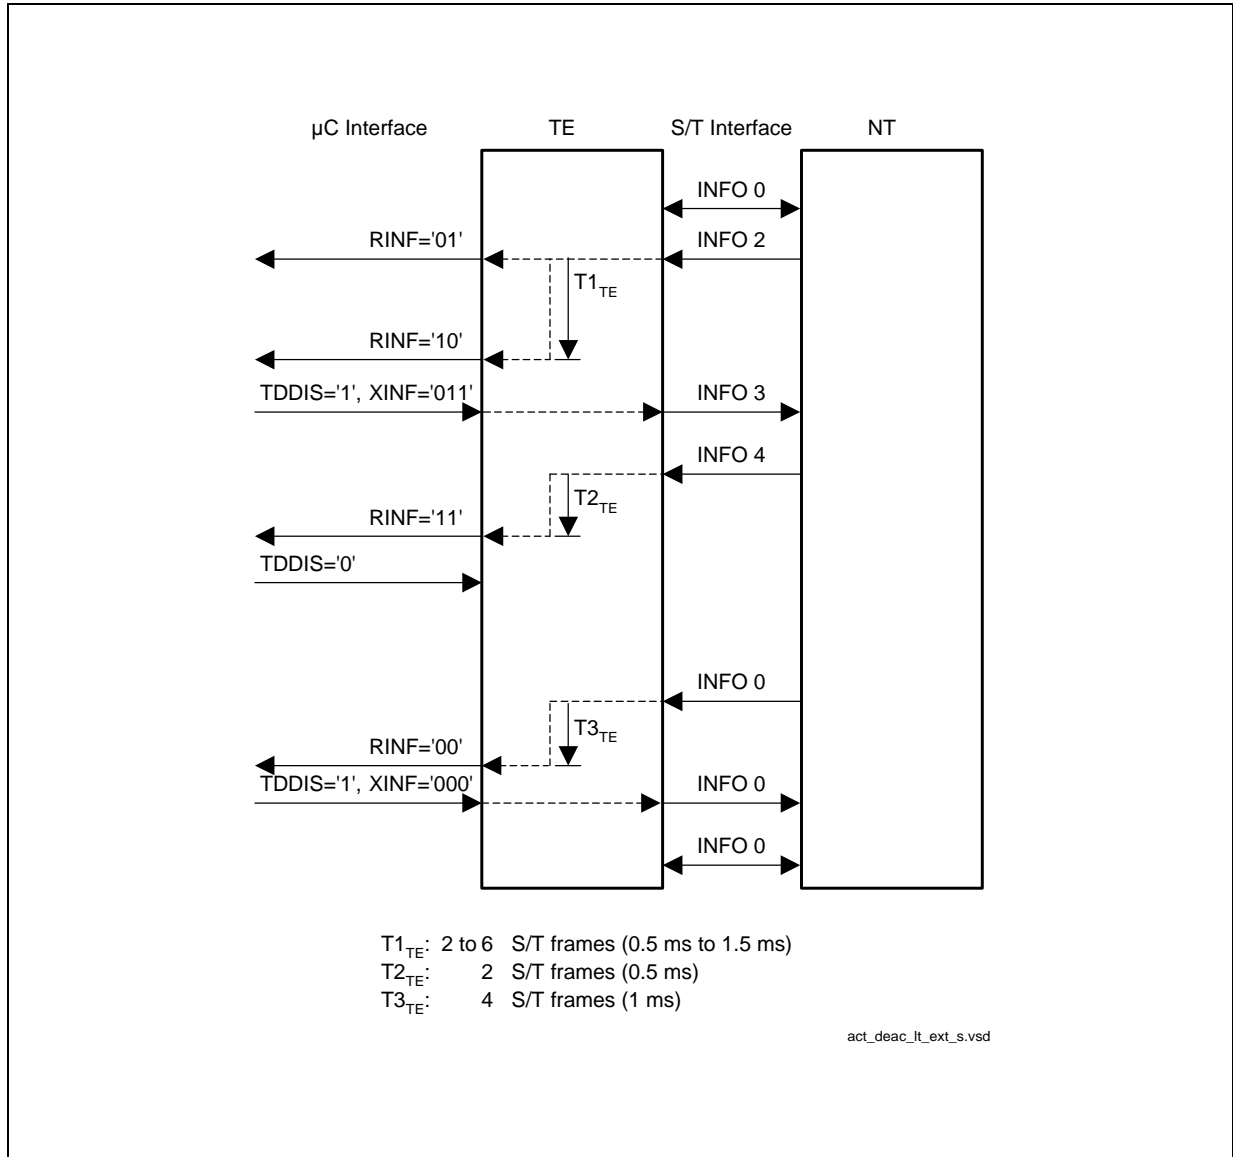 µC Interface TE S/T Interface NT
INFO 0
RINF='01' INFO 2
T1TE
RINF='10'
TDDIS='1', XINF='011' INFO 3
INFO 4
T2TE
RINF='11'
TDDIS='0'
INFO 0
T3TE
RINF='00'
TDDIS='1', XINF='000' INFO 0
INFO 0
T1TE: 2 to 6 S/T frames (0.5 ms to 1.5 ms)
T2TE: 2 S/T frames (0.5 ms)
T3TE: 4 S/T frames (1 ms)
act_deac_lt_ext_s.vsd